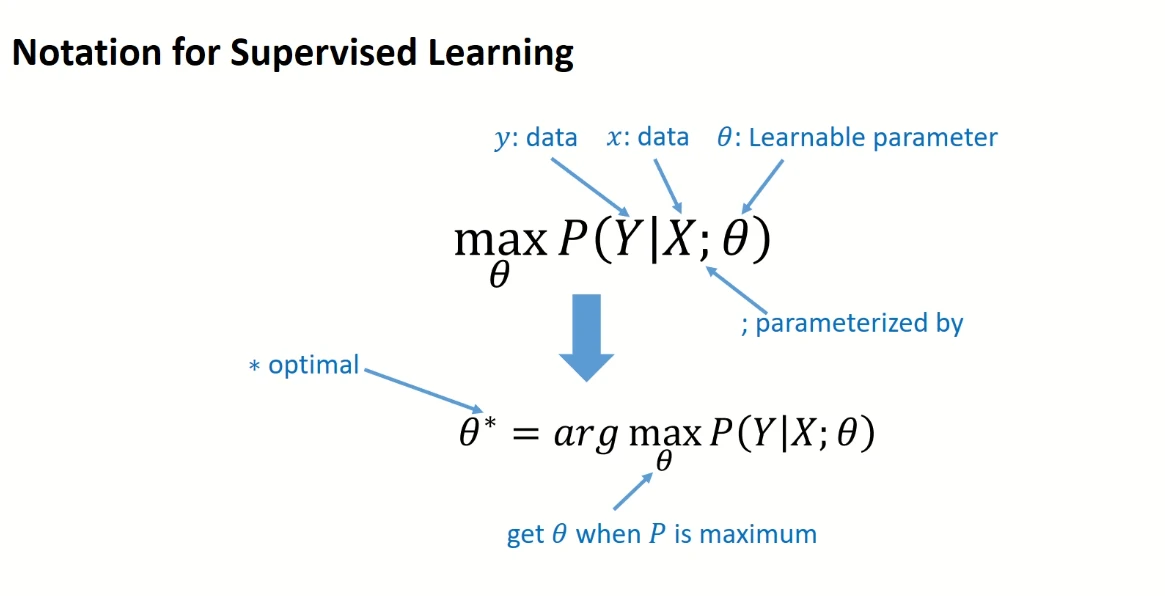 Notation for Supervised Learning
y: data x: data θ: Learnable parameter
max P(Y|X; θ)
θ
; parameterized by
* optimal
θ* = arg max P(Y|X; θ)
θ
get θ when P is maximum